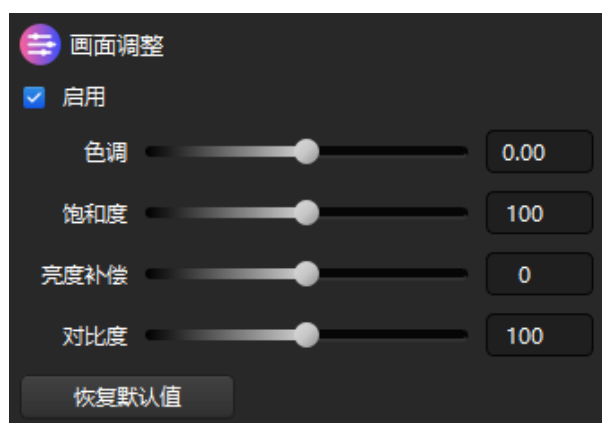 画面调整
启用
色调 0.00
饱和度 100
亮度补偿 0
对比度 100
恢复默认值